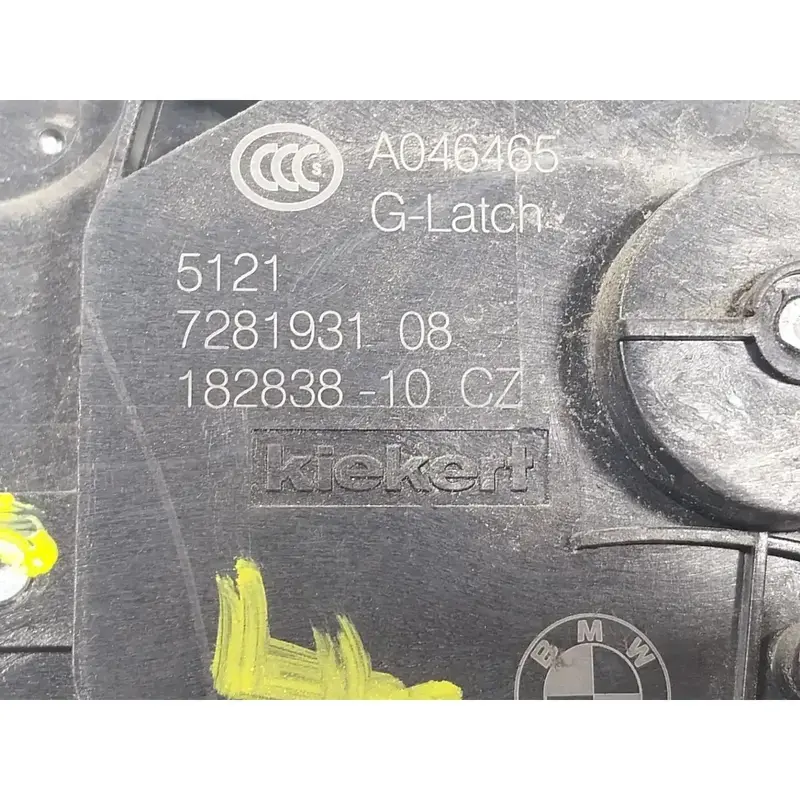 CCC S A046465
G-Latch
5121
7281931 08
182838-10 CZ
kiekert
BMW